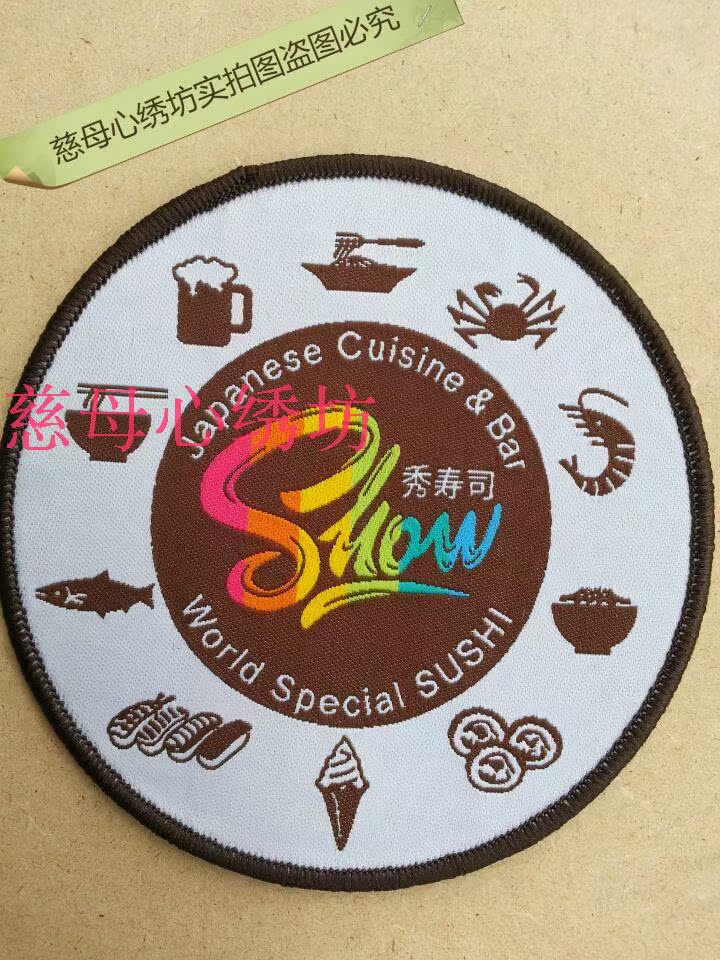 慈母心绣坊实拍图盗图必究
Japanese Cuisine & Bar
慈母心绣坊
秀寿司
Show
World Special SUSHI